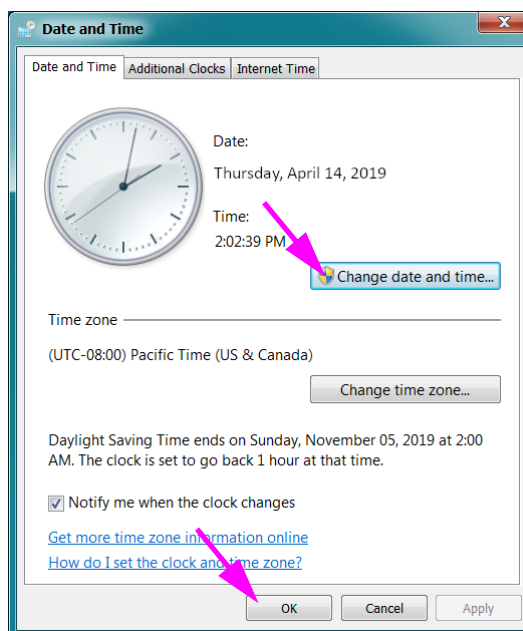 Date and Time
X
Date and Time Additional Clocks Internet Time
Date:
Thursday, April 14, 2019
Time:
2:02:39 PM
Change date and time...
Time zone
(UTC-08:00) Pacific Time (US & Canada)
Change time zone...
Daylight Saving Time ends on Sunday, November 05, 2019 at 2:00
AM. The clock is set to go back 1 hour at that time.
Notify me when the clock changes
Get more time zone information online
How do I set the clock and time zone?
OK Cancel Apply